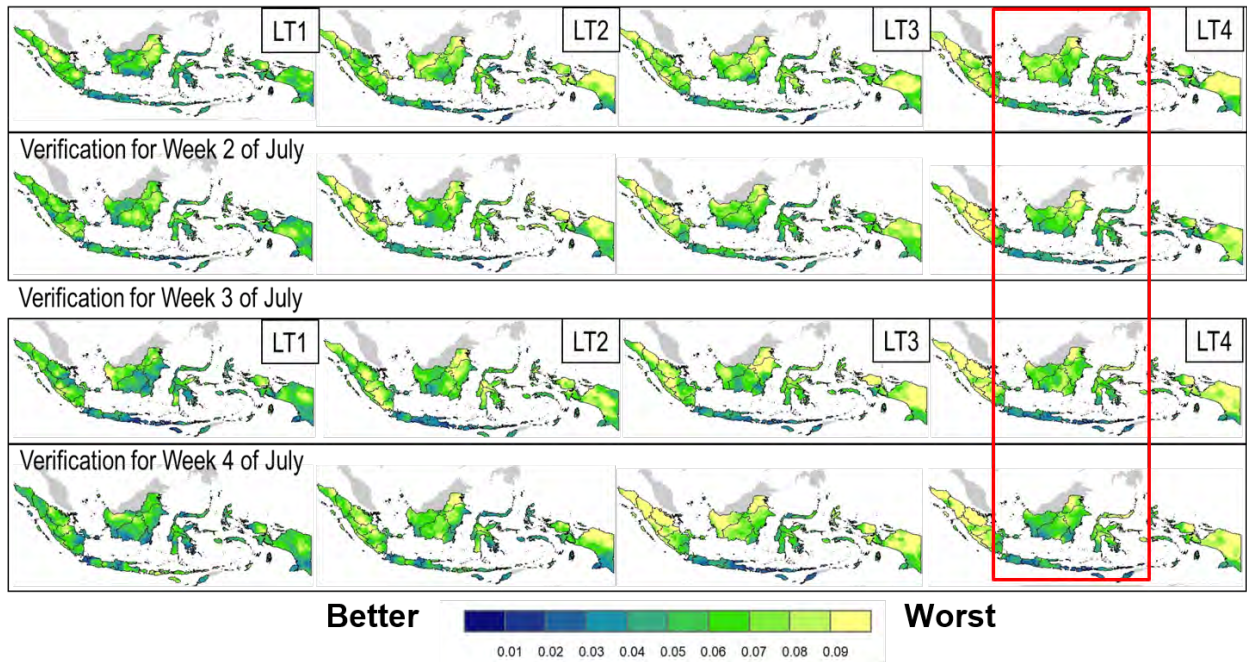 LT1 LT2 LT3 LT4
Verification for Week 2 of July
Verification for Week 3 of July
LT1 LT2 LT3 LT4
Verification for Week 4 of July
Better Worst
0.01 0.02 0.03 0.04 0.05 0.06 0.07 0.08 0.09